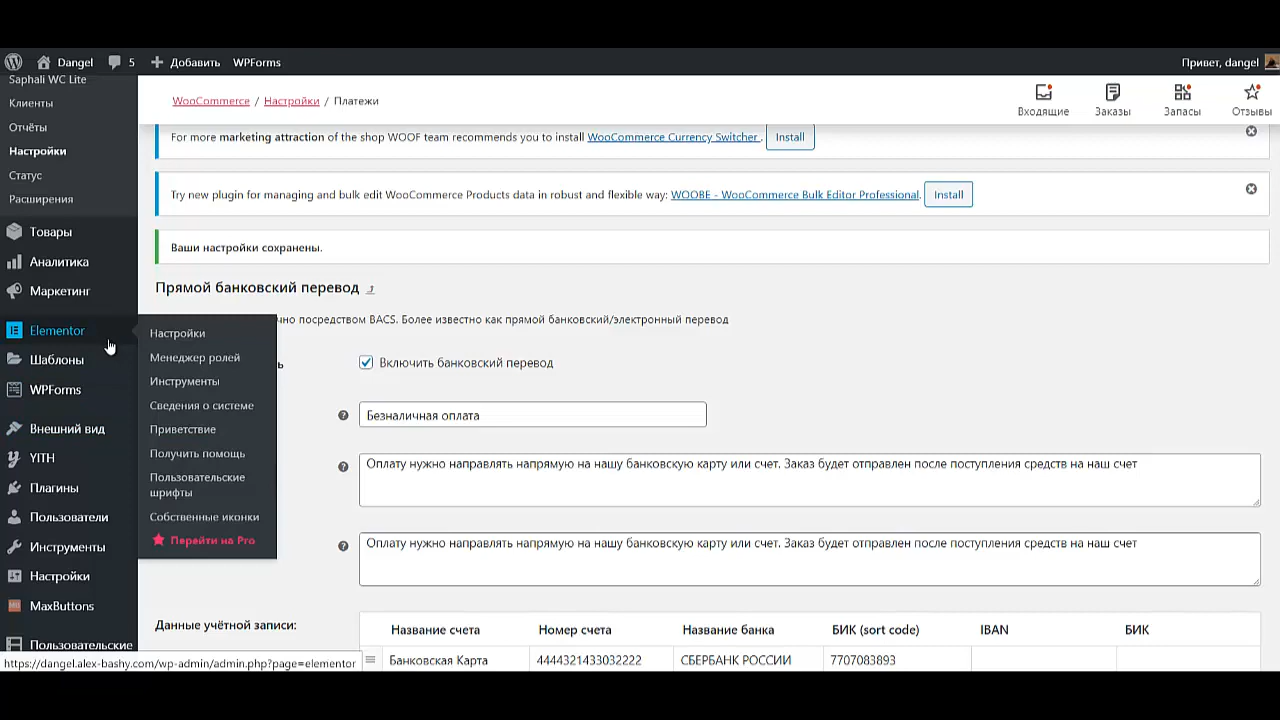 Dangel 5 Добавить WPForms Привет, dangel
Saphali WC Lite
Клиенты
Отчёты
Настройки
Статус
Расширения
Товары
Аналитика
Маркетинг
Elementor
Шаблоны
WPForms
Внешний вид
YITH
Плагины
Пользователи
Инструменты
Настройки
MaxButtons
Пользовательские
https://dangel.alex-bashy.com/wp-admin/admin.php?page=elementor
Настройки
Менеджер ролей
Инструменты
Сведения о системе
Приветствие
Получить помощь
Пользовательские
шрифты
Собственные иконки
Перейти на Pro
WooCommerce / Настройки / Платежи
Входящие Заказы Запасы Отзывы
For more marketing attraction of the shop WOOF team recommends you to install WooCommerce Currency Switcher . Install
Try new plugin for managing and bulk edit WooCommerce Products data in robust and flexible way: WOOBE - WooCommerce Bulk Editor Professional. Install
Ваши настройки сохранены.
Прямой банковский перевод
посредством BACS. Более известно как прямой банковский/электронный перевод
Включить банковский перевод
Безналичная оплата
Оплату нужно направлять напрямую на нашу банковскую карту или счет. Заказ будет отправлен после поступления средств на наш счет
Оплату нужно направлять напрямую на нашу банковскую карту или счет. Заказ будет отправлен после поступления средств на наш счет
Данные учётной записи:
Название счета Номер счета Название банка БИК (sort code) IBAN БИК
Банковская Карта 4444321433032222 СБЕРБАНК РОССИИ 7707083893